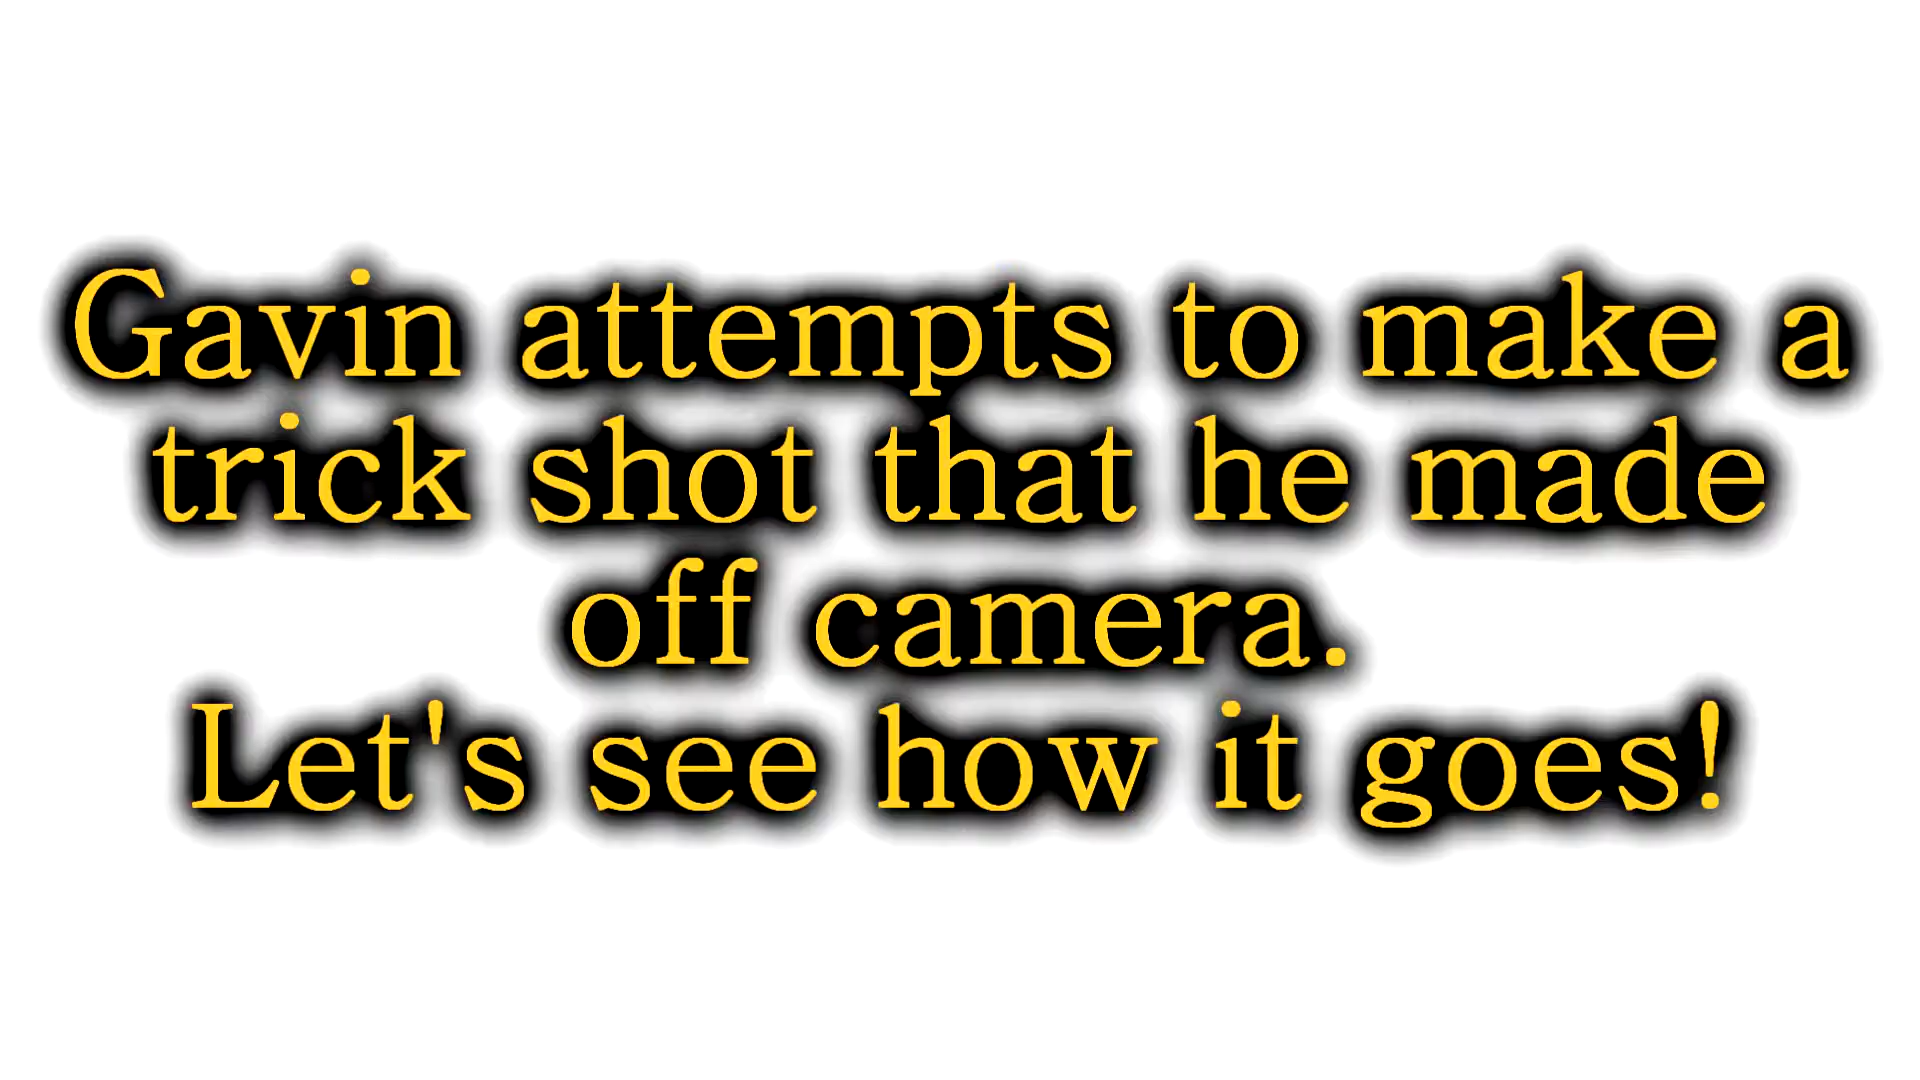 Gavin attempts to make a
trick shot that he made
off camera.
Let's see how it goes!